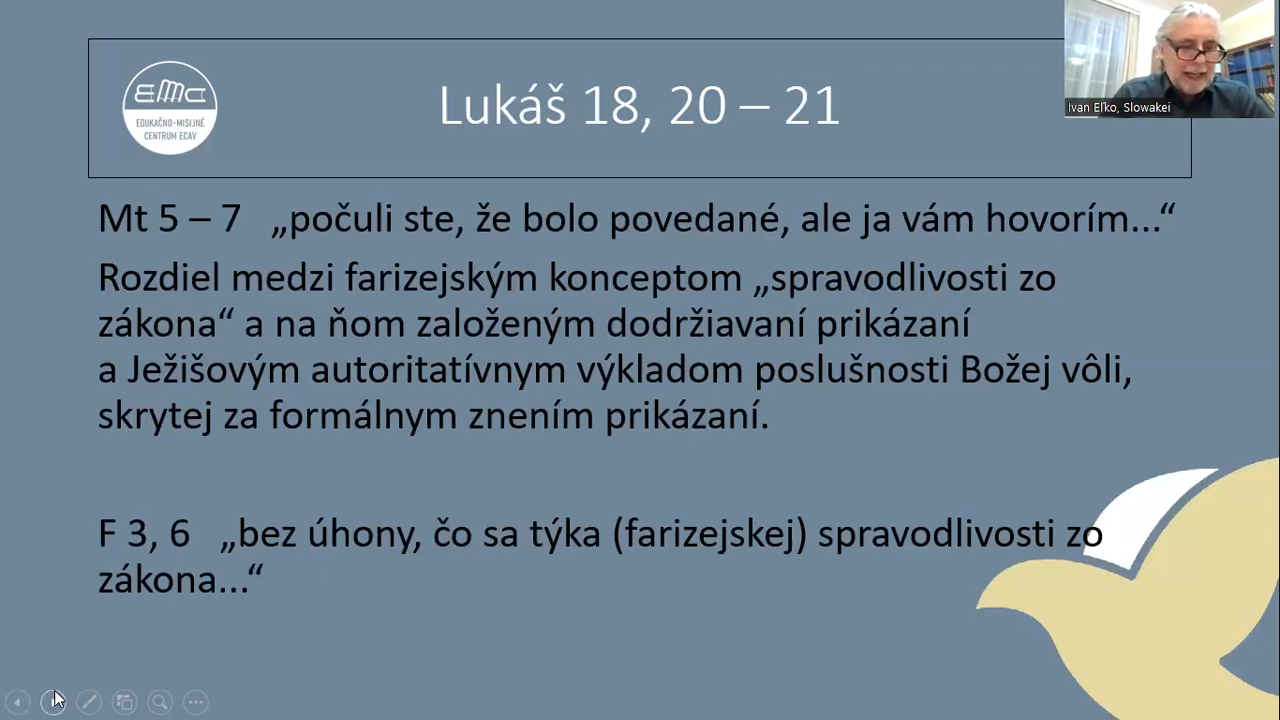 EMC
EDUKAČNO-MISIJNÉ
CENTRUM ECAV
Lukáš 18, 20 – 21
Ivan Eľko, Slowakei
Mt 5 – 7 „počuli ste, že bolo povedané, ale ja vám hovorím...“
Rozdiel medzi farizejským konceptom „spravodlivosti zo
zákona“ a na ňom založeným dodržiavaní prikázaní
a Ježišovým autoritatívnym výkladom poslušnosti Božej vôli,
skrytej za formálnym znením prikázaní.
F 3, 6 „bez úhony, čo sa týka (farizejskej) spravodlivosti zo
zákona...“